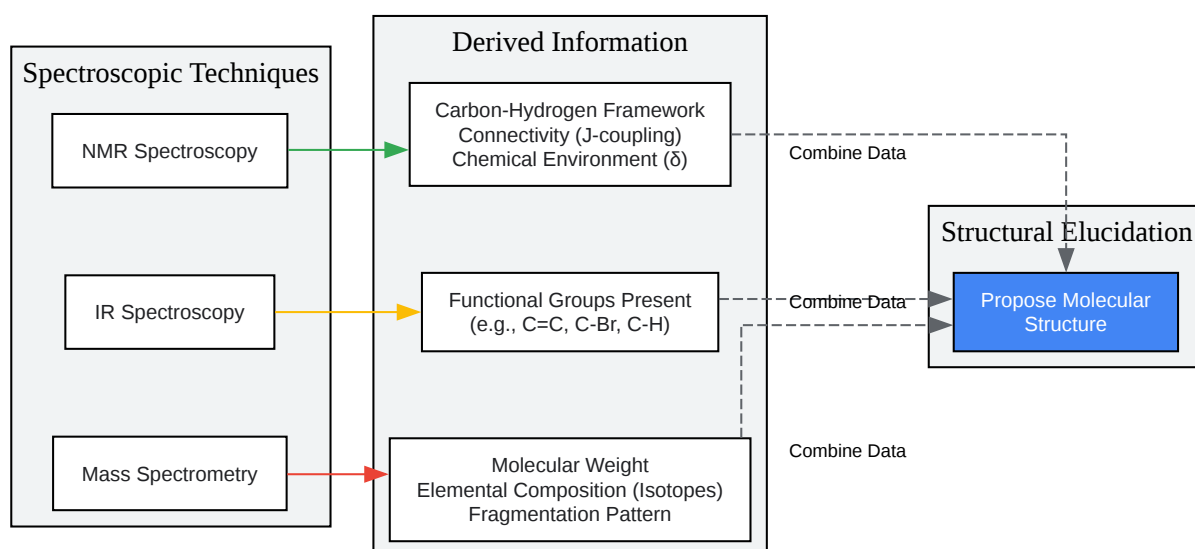 Spectroscopic Techniques
NMR Spectroscopy
IR Spectroscopy
Mass Spectrometry
Derived Information
Carbon-Hydrogen Framework
Connectivity (J-coupling)
Chemical Environment (δ)
Functional Groups Present
(e.g., C=C, C-Br, C-H)
Molecular Weight
Elemental Composition (Isotopes)
Fragmentation Pattern
Combine Data
Combine Data
Combine Data
Structural Elucidation
Propose Molecular
Structure